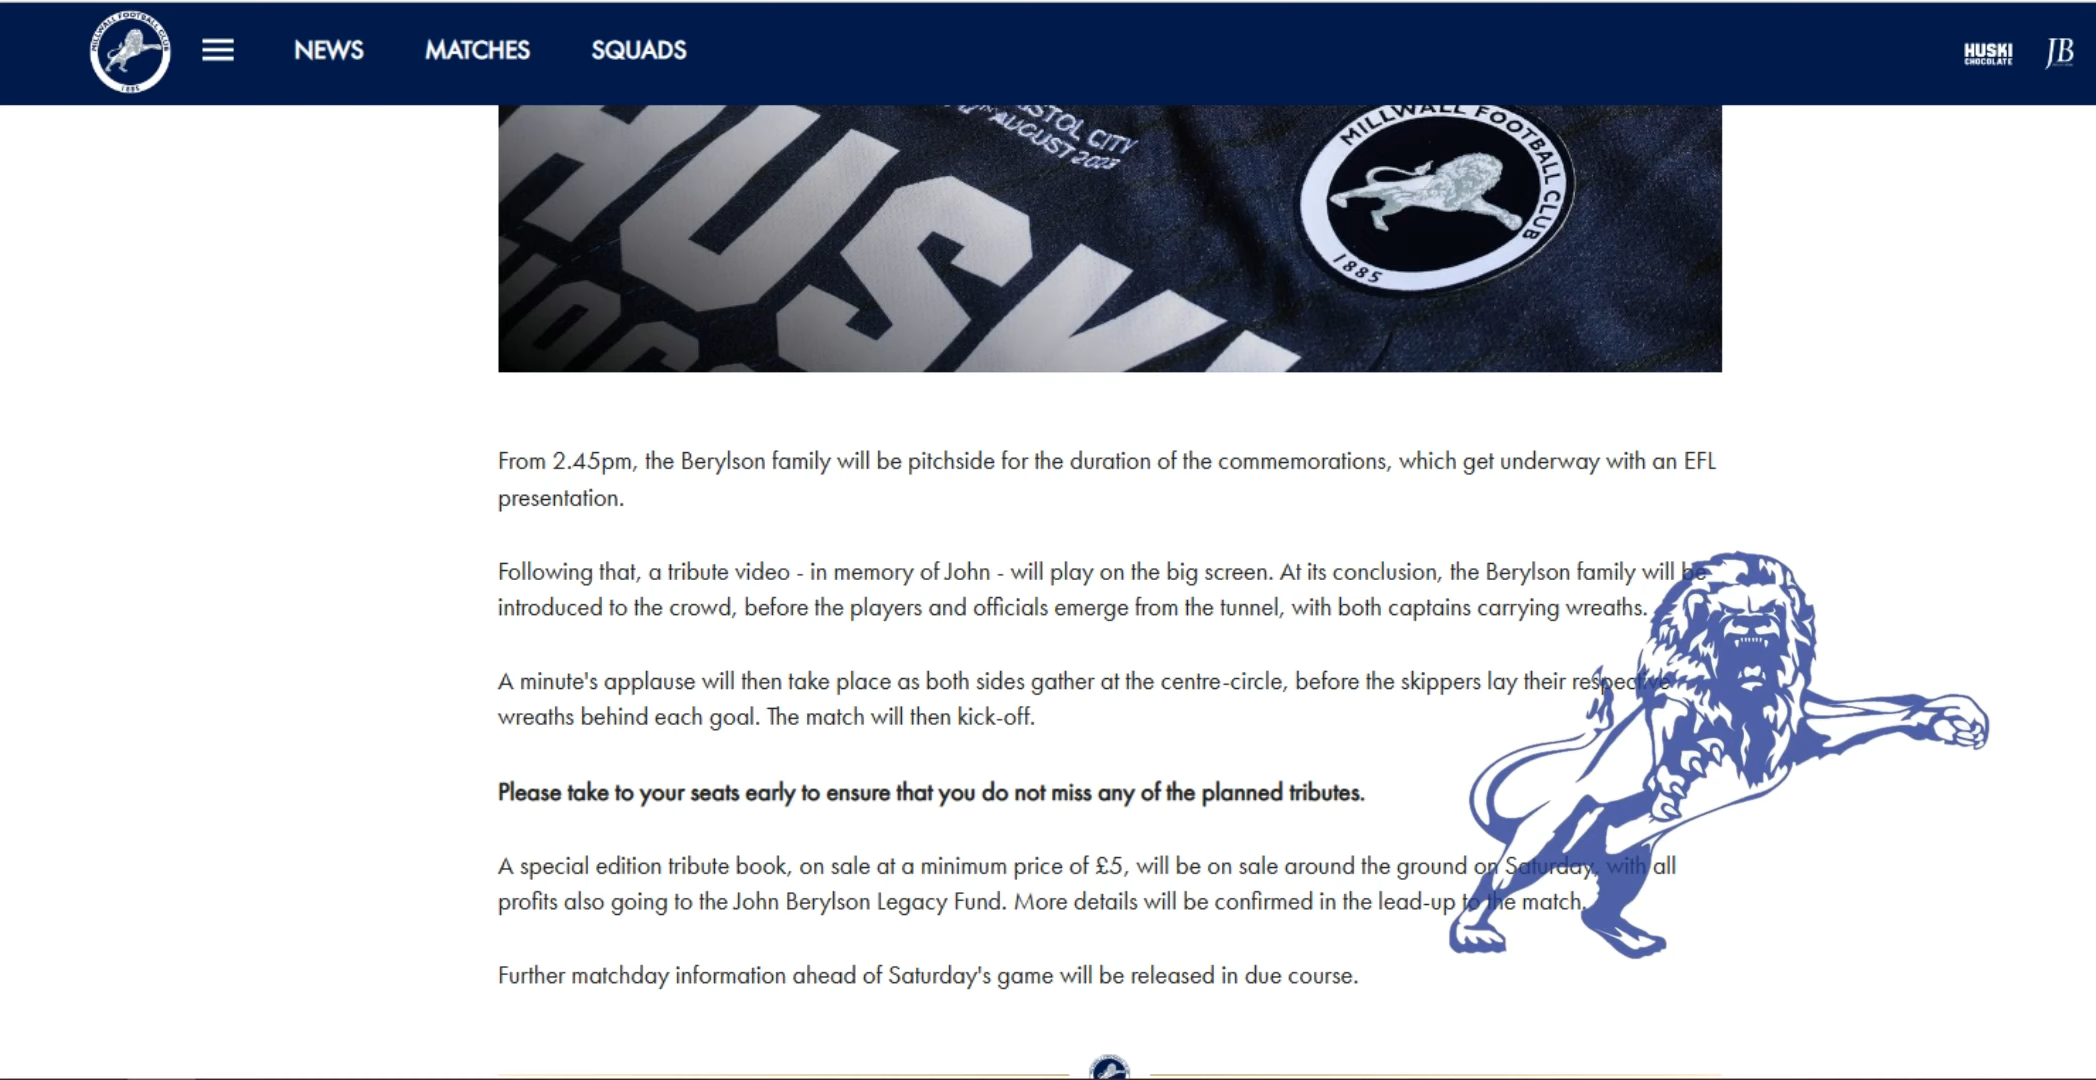 MILLWALL FOOTBALL CLUB
1885
NEWS
MATCHES
SQUADS
HUSKI
CHOCOLATE
JB
CITY
AUGUST 2023
HUSKI
MILLWALL FOOTBALL CLUB
1885
From 2.45pm, the Berylson family will be pitchside for the duration of the commemorations, which get underway with an EFL
presentation.
Following that, a tribute video - in memory of John - will play on the big screen. At its conclusion, the Berylson family will be
introduced to the crowd, before the players and officials emerge from the tunnel, with both captains carrying wreaths.
A minute's applause will then take place as both sides gather at the centre-circle, before the skippers lay their respective
wreaths behind each goal. The match will then kick-off.
Please take to your seats early to ensure that you do not miss any of the planned tributes.
A special edition tribute book, on sale at a minimum price of £5, will be on sale around the ground on Saturday, with all
profits also going to the John Berylson Legacy Fund. More details will be confirmed in the lead-up to the match.
Further matchday information ahead of Saturday's game will be released in due course.